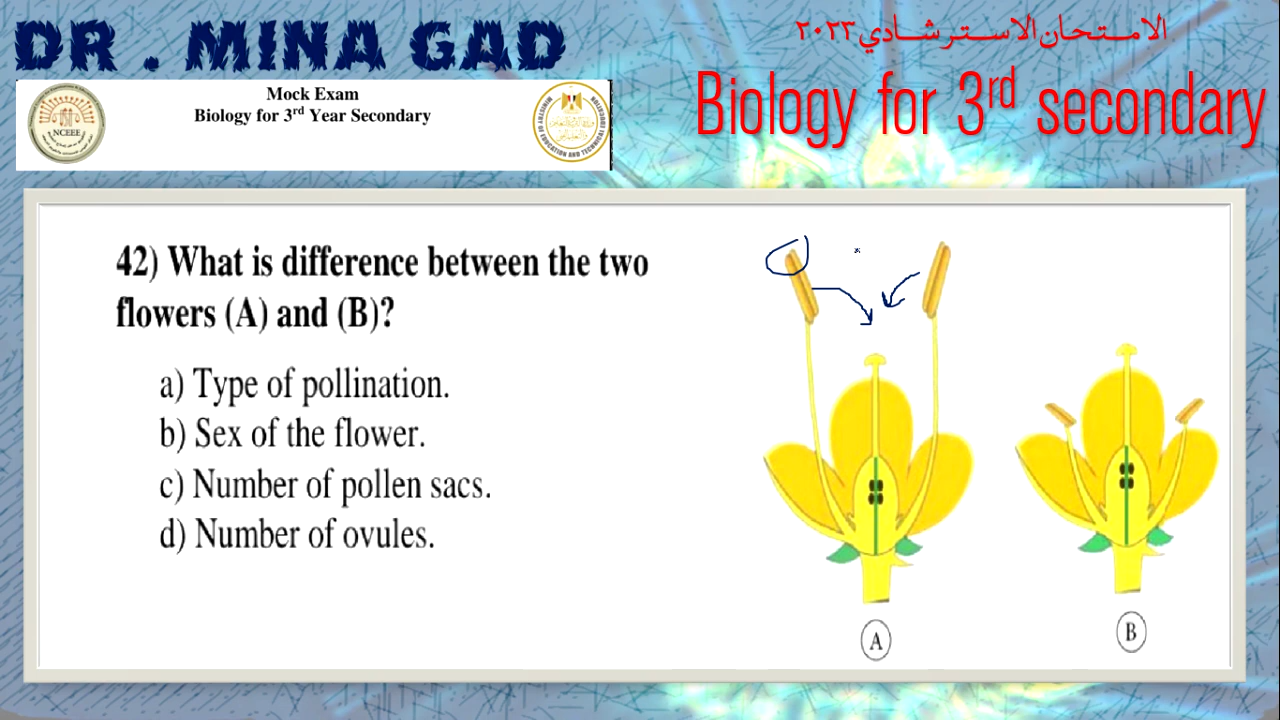 DR . MINA GAD
الامتحان الاسترشادي ٢٠٢٣
Mock Exam
Biology for 3rd Year Secondary
NCEEE
Biology for 3rd secondary
42) What is difference between the two
flowers (A) and (B)?
a) Type of pollination.
b) Sex of the flower.
c) Number of pollen sacs.
d) Number of ovules.
A
B